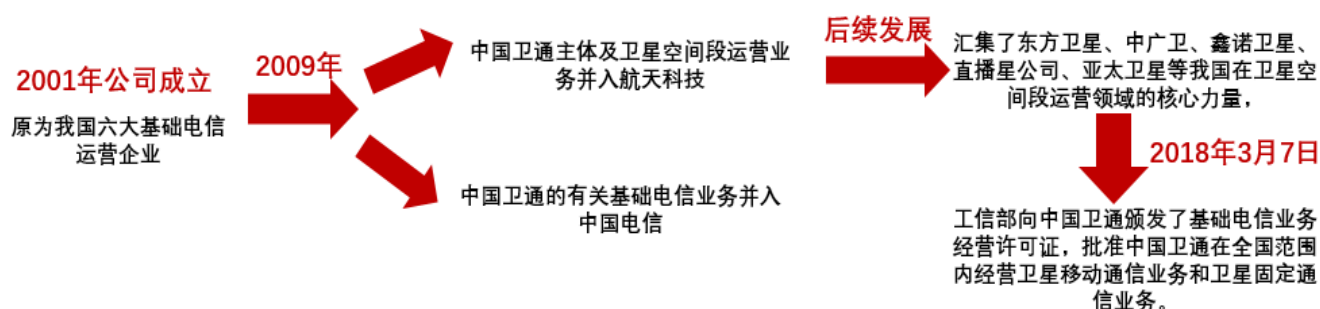 2001年公司成立
原为我国六大基础电信
运营企业
2009年
中国卫通主体及卫星空间段运营业
务并入航天科技
中国卫通的有关基础电信业务并入
中国电信
后续发展
汇集了东方卫星、中广卫、鑫诺卫星、
直播星公司、亚太卫星等我国在卫星空
间段运营领域的核心力量，
2018年3月7日
工信部向中国卫通颁发了基础电信业务
经营许可证，批准中国卫通在全国范围
内经营卫星移动通信业务和卫星固定通
信业务。